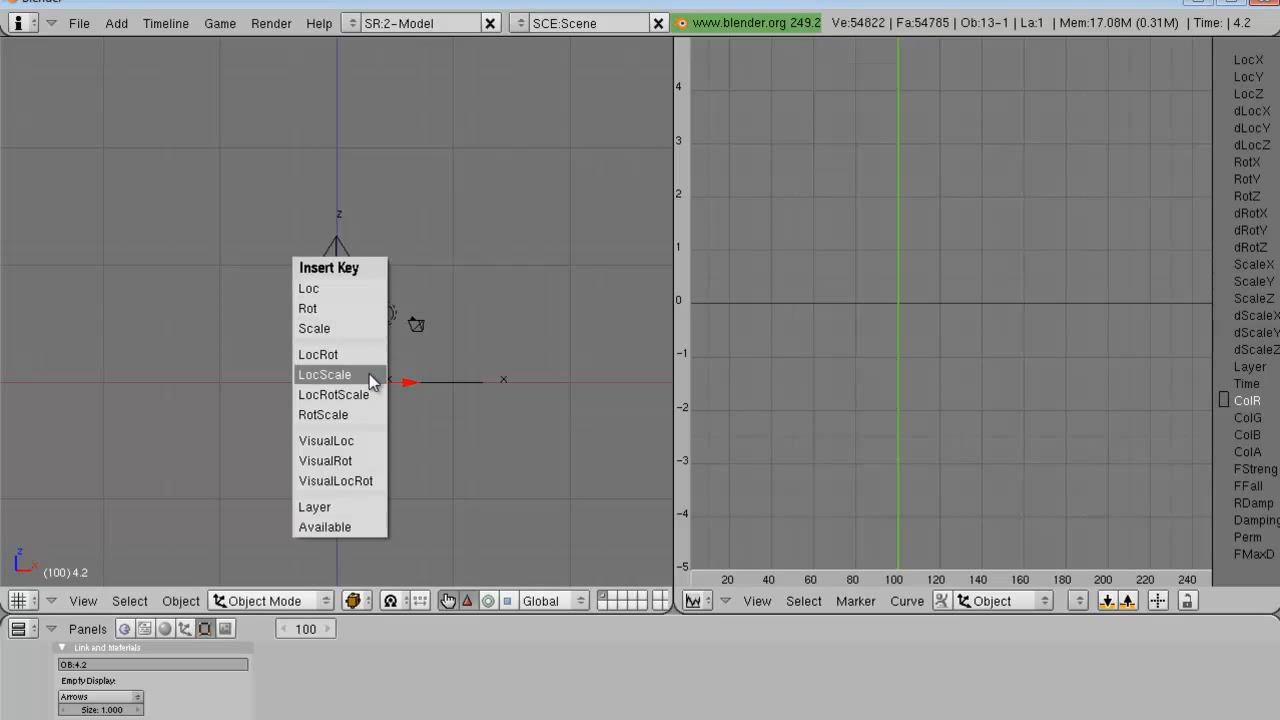 Blender
File Add Timeline Game Render Help SR:2-Model SCE:Scene www.blender.org 249.2 Ve:54822 | Fa:54785 | Ob:13-1 | La:1 | Mem:17.08M (0.31M) | Time: | 4.2
z
x
x
Insert Key
Loc
Rot
Scale
LocRot
LocScale
LocRotScale
RotScale
VisualLoc
VisualRot
VisualLocRot
Layer
Available
z
x
(100) 4.2
4
3
2
1
0
-1
-2
-3
-4
-5
20 40 60 80 100 120 140 160 180 200 220 240
LocX
LocY
LocZ
dLocX
dLocY
dLocZ
RotX
RotY
RotZ
dRotX
dRotY
dRotZ
ScaleX
ScaleY
ScaleZ
dScaleX
dScaleY
dScaleZ
Layer
Time
ColR
ColG
ColB
ColA
FStreng
FFall
RDamp
Damping
Perm
FMaxD
View Select Object Object Mode Global
View Select Marker Curve Object
Panels 100
Link and Materials
OB:4.2
Empty Display:
Arrows
Size: 1.000